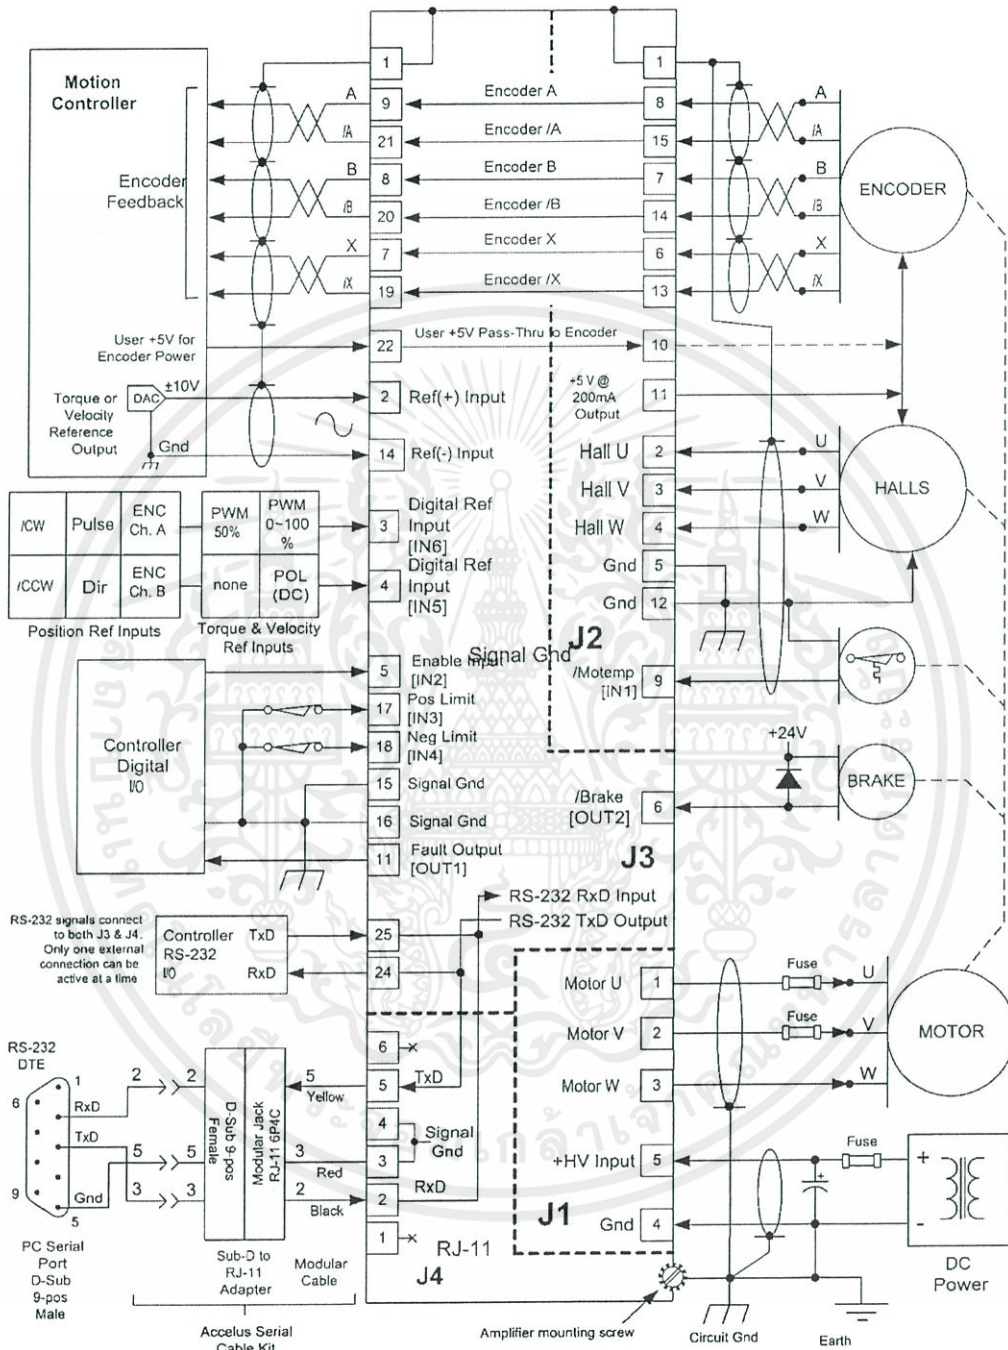 Motion
Controller
Encoder
Feedback
A
/A
B
/B
X
/X
User +5V for
Encoder Power
Torque or
Velocity
Reference
Output
DAC
±10V
Gnd
1
9
21
8
20
7
19
22
2
14
3
4
5
17
18
15
16
11
25
24
Encoder A
Encoder /A
Encoder B
Encoder /B
Encoder X
Encoder /X
User +5V Pass-Thru to Encoder
Ref(+) Input
Ref(-) Input
Digital Ref
Input
[IN6]
Digital Ref
Input
[IN5]
Enable Input
[IN2]
Pos Limit
[IN3]
Neg Limit
[IN4]
Signal Gnd
Signal Gnd
Fault Output
[OUT1]
Signal Gnd
/CW
Pulse
ENC
Ch. A
PWM
50%
PWM
0~100
%
/CCW
Dir
ENC
Ch. B
none
POL
(DC)
Position Ref Inputs
Torque & Velocity
Ref Inputs
Controller
Digital
I/O
RS-232 signals connect
to both J3 & J4.
Only one external
connection can be
active at a time
Controller
RS-232
I/O
TxD
RxD
RS-232 RxD Input
RS-232 TxD Output
1
8
15
7
14
6
13
10
11
2
3
4
5
12
9
6
A
/A
B
/B
X
/X
ENCODER
+5 V @
200mA
Output
Hall U
Hall V
Hall W
Gnd
Gnd
U
V
W
HALLS
J2
/Motemp
[IN1]
+24V
BRAKE
/Brake
[OUT2]
J3
Motor U
1
Fuse
U
Motor V
2
Fuse
V
Motor W
3
W
MOTOR
+HV Input
5
Fuse
+
+
-
Gnd
4
J1
DC
Power
RS-232
DTE
1
6
9
5
RxD
TxD
Gnd
2
2
5
5
3
3
D-Sub 9-pos
Female
Modular Jack
RJ-11 6P4C
5
Yellow
3
Red
2
Black
6
5
4
3
2
1
TxD
Signal
Gnd
RxD
RJ-11
J4
PC Serial
Port
D-Sub
9-pos
Male
Sub-D to
RJ-11
Adapter
Modular
Cable
Accelus Serial
Cable Kit
Amplifier mounting screw
Circuit Gnd
Earth